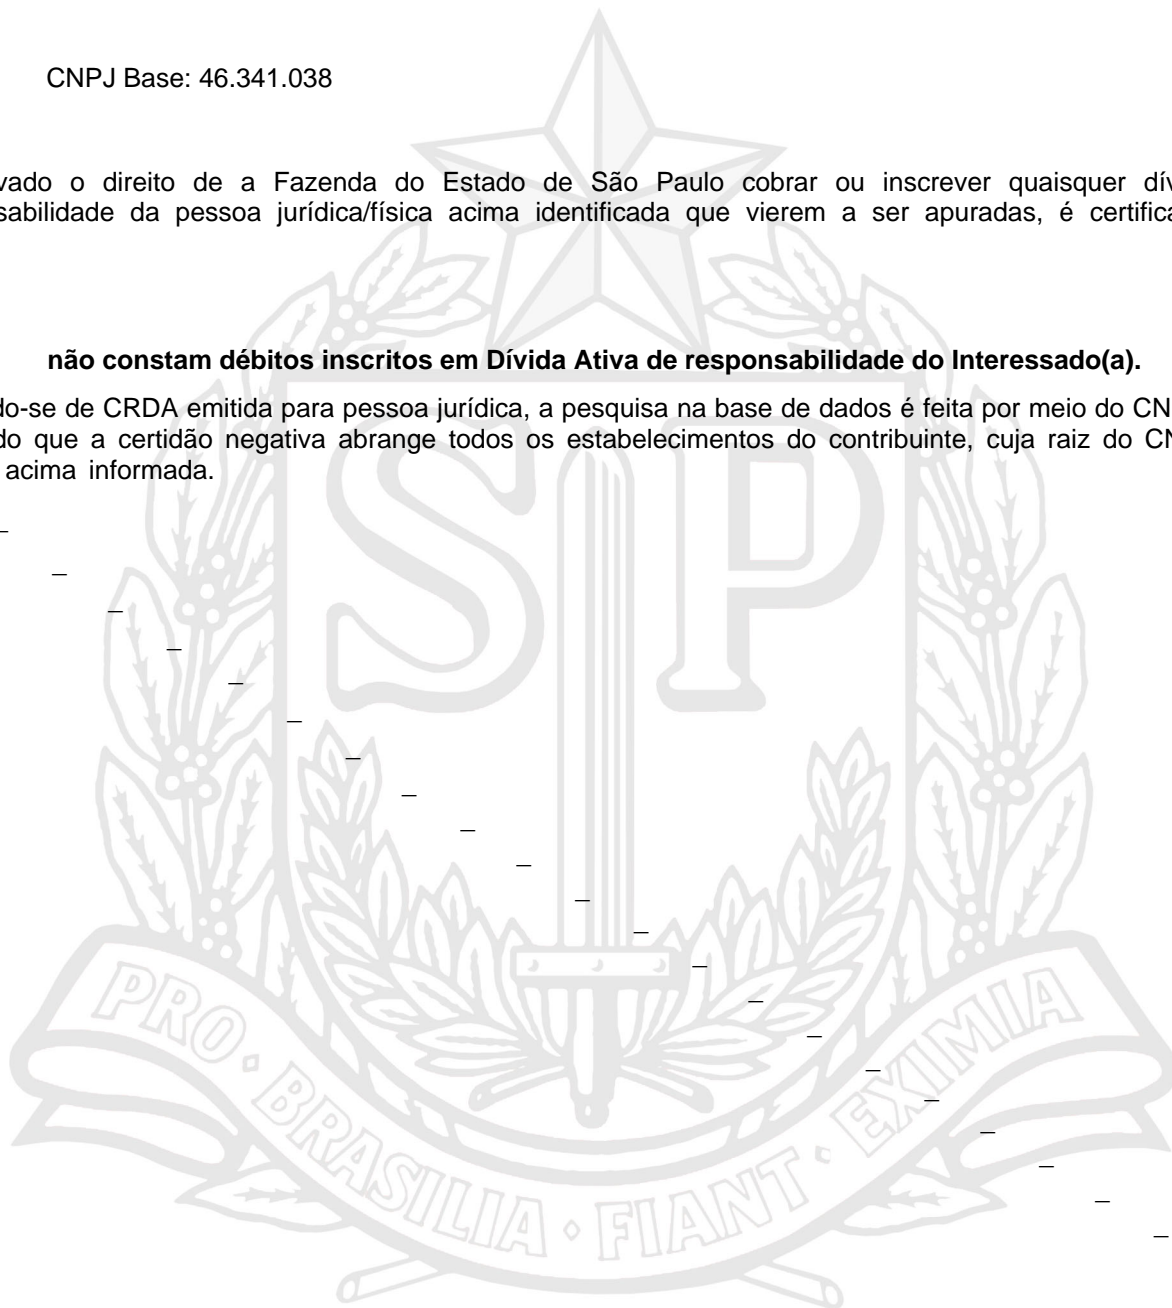 CNPJ Base: 46.341.038
vado o direito de a Fazenda do Estado de São Paulo cobrar ou inscrever quaisquer dív
sabilidade da pessoa jurídica/física acima identificada que vierem a ser apuradas, é certifica
não constam débitos inscritos em Dívida Ativa de responsabilidade do Interessado(a).
do-se de CRDA emitida para pessoa jurídica, a pesquisa na base de dados é feita por meio do CN
do que a certidão negativa abrange todos os estabelecimentos do contribuinte, cuja raiz do CN
acima informada.
SP
PRO • BRASILIA • FIANT • EXIMIA